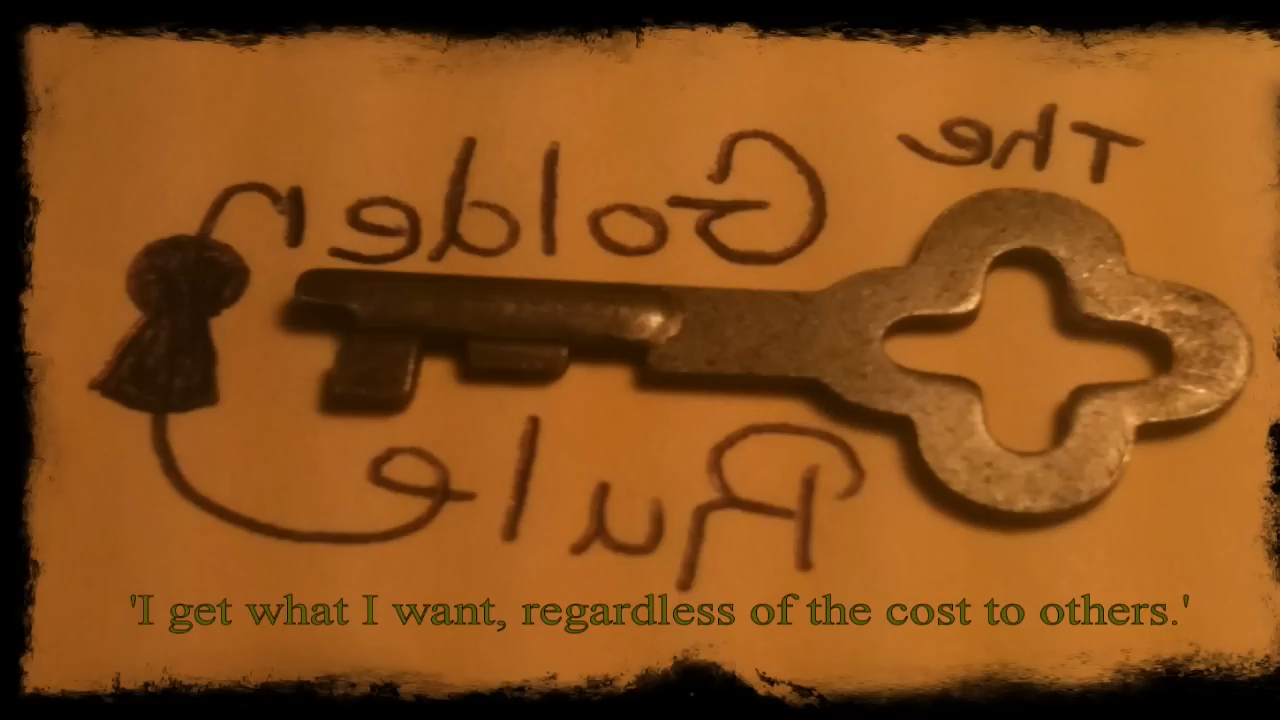 The
Golden
Rule
'I get what I want, regardless of the cost to others.'